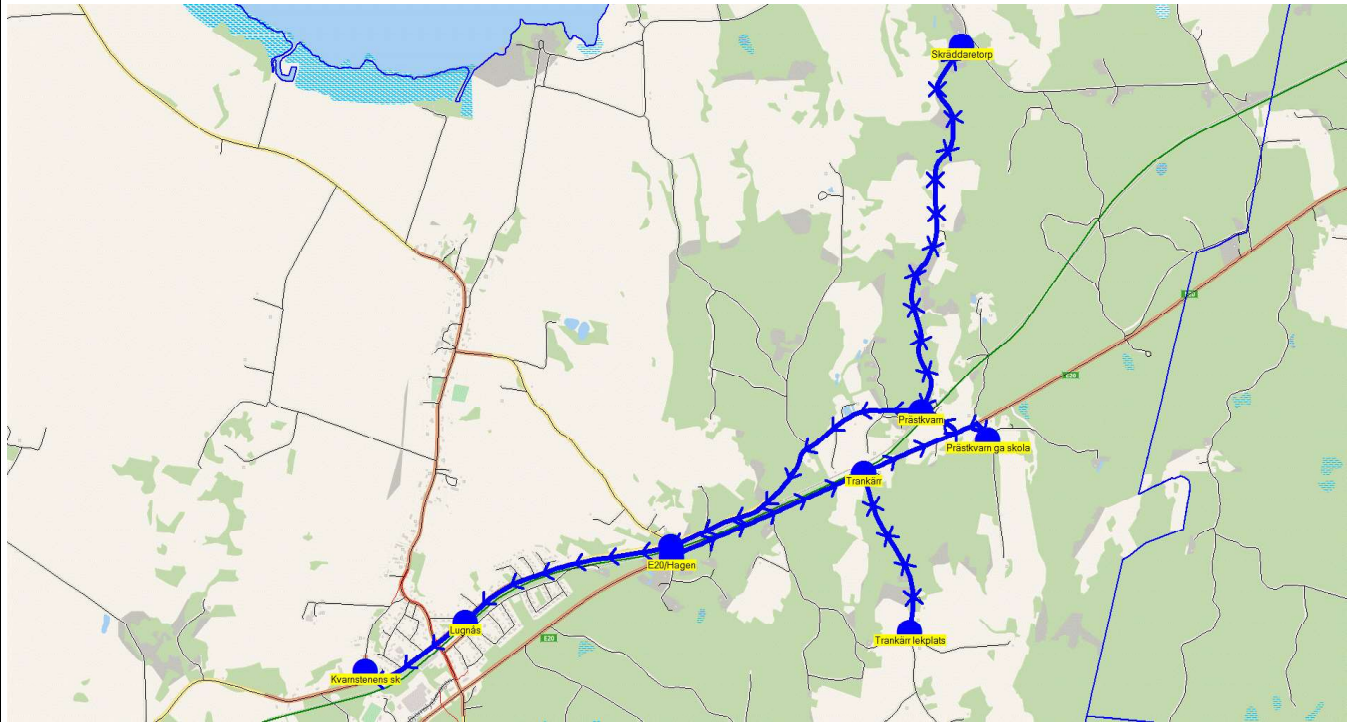 Skräddaretorp
E20
E20
Prästkvarn
Prästkvarn ga skola
Trankärr
E20/Hagen
Lugnås
Trankärr lekplats
E20
Kvarnstenens sk